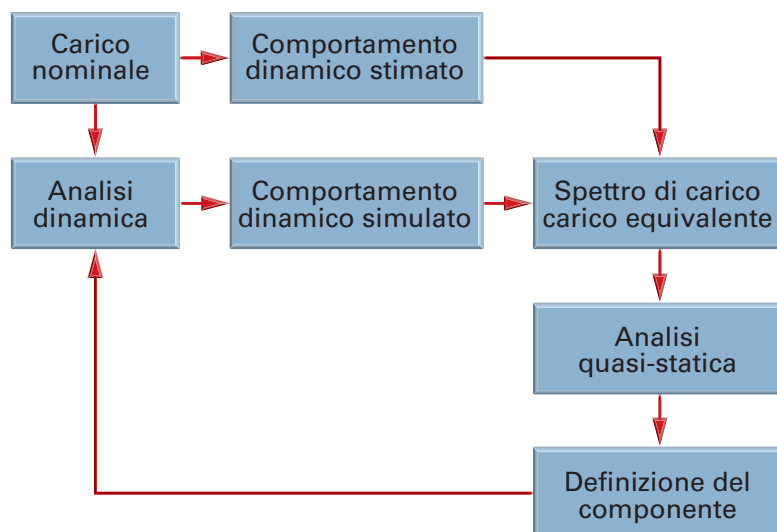 Carico
nominale
Comportamento
dinamico stimato
Analisi
dinamica
Comportamento
dinamico simulato
Spettro di carico
carico equivalente
Analisi
quasi-statica
Definizione del
componente